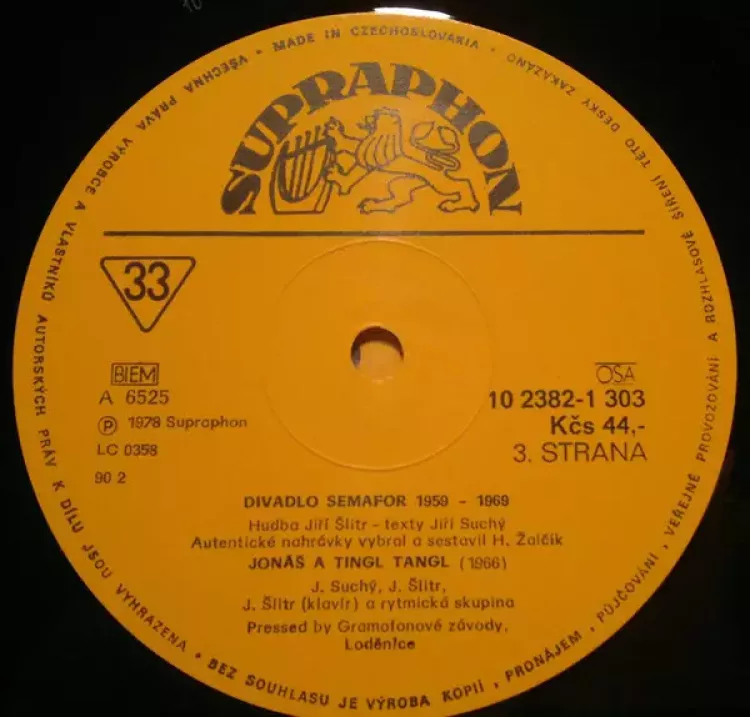 VŠECHNA PRÁVA VÝROBCE A VLASTNÍKŮ AUTORSKÝCH PRÁV K DÍLU JSOU VYHRAZENA • BEZ SOUHLASU JE VÝROBA KOPIÍ, PRONÁJEM, PŮJČOVÁNÍ, VEŘEJNÉ PROVOZOVÁNÍ A ROZHLASOVÉ ŠÍŘENÍ TÉTO DESKY ZAKÁZÁNO • MADE IN CZECHOSLOVAKIA •
SUPRAPHON
33
BIEM
A 6525
Ⓟ 1978 Supraphon
LC 0358
90 2
OSA
10 2382-1 303
Kčs 44,-
3. STRANA
DIVADLO SEMAFOR 1959 - 1969
Hudba Jiří Šlitr - texty Jiří Suchý
Autentické nahrávky vybral a sestavil H. Žalčík
JONÁŠ A TINGL TANGL (1966)
J. Suchý, J. Šlitr,
J. Šlitr (klavír) a rytmická skupina
Pressed by Gramofonové závody,
Loděnice